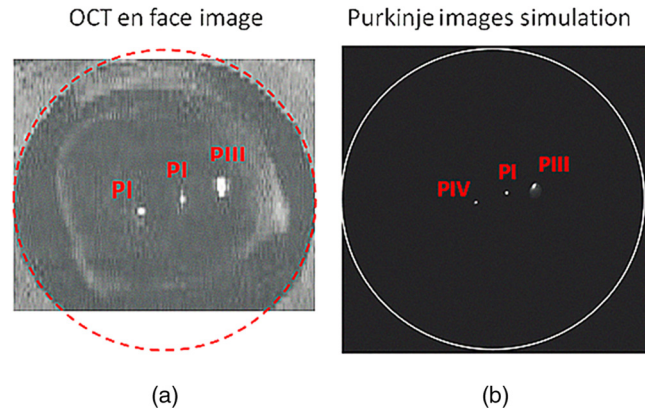 OCT en face image
Purkinje images simulation
PI
PI
PIII
PIV
PI
PIII
(a)
(b)